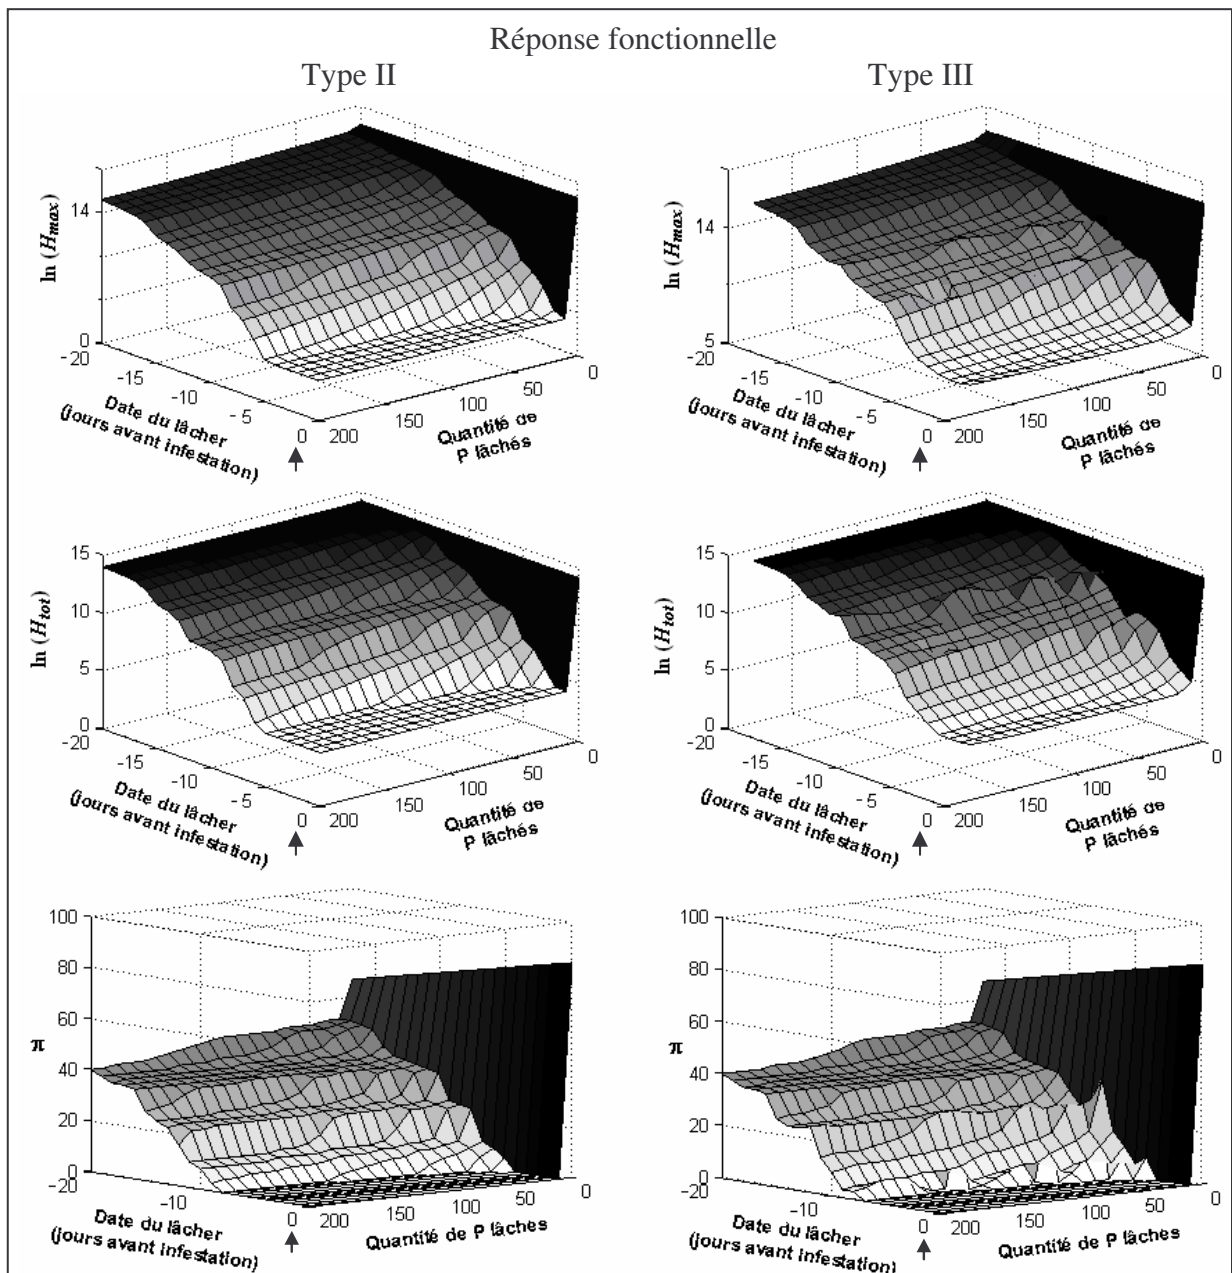 Réponse fonctionnelle
Type II
Type III
ln (Hmax)
14
0
-20
-15
-10
-5
0
Date du lâcher
(jours avant infestation)
200
150
100
50
0
Quantité de
P lâchés
ln (Hmax)
14
5
-20
-15
-10
-5
0
Date du lâcher
(jours avant infestation)
200
150
100
50
0
Quantité de
P lâchés
ln (Htot)
15
10
5
0
-20
-15
-10
-5
0
Date du lâcher
(jours avant infestation)
200
150
100
50
0
Quantité de
P lâchés
ln (Htot)
15
10
5
0
-20
-15
-10
-5
0
Date du lâcher
(jours avant infestation)
200
150
100
50
0
Quantité de
P lâchés
π
100
80
60
40
20
0
-20
-10
0
Date du lâcher
(jours avant infestation)
200
150
100
50
0
Quantité de P lâches
π
100
80
60
40
20
0
-20
-10
0
Date du lâcher
(jours avant infestation)
200
150
100
50
0
Quantité de P lâches